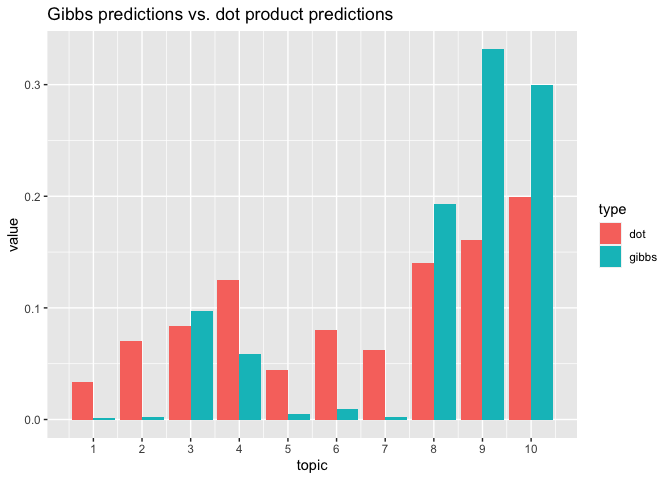 Gibbs predictions vs. dot product predictions
value
0.3
0.2
0.1
0.0
1 2 3 4 5 6 7 8 9 10
topic
type
dot
gibbs